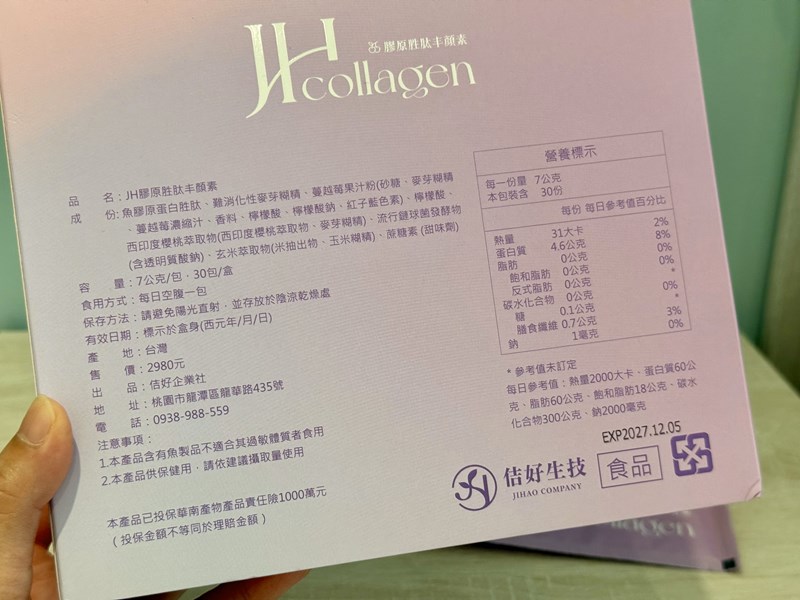 JH collagen
膠原胜肽丰顏素
品 名：JH膠原胜肽丰顏素
成 份：魚膠原蛋白胜肽、難消化性麥芽糊精、蔓越莓果汁粉(砂糖、麥芽糊精
、蔓越莓濃縮汁、香料、檸檬酸、檸檬酸鈉、紅子藍色素)、檸檬酸、
西印度櫻桃萃取物(西印度櫻桃萃取物、麥芽糊精)、流行鏈球菌發酵物
(含透明質酸鈉)、玄米萃取物(米抽出物、玉米糊精)、蔗糖素 (甜味劑)
容 量：7公克/包，30包/盒
食用方式：每日空腹一包
保存方法：請避免陽光直射，並存放於陰涼乾燥處
有效日期：標示於盒身(西元年/月/日)
產 地：台灣
售 價：2980元
出 品：佶好企業社
地 址：桃園市龍潭區龍華路435號
電 話：0938-988-559
注意事項：
1.本產品含有魚製品不適合其過敏體質者食用
2.本產品供保健用，請依建議攝取量使用
本產品已投保華南產物產品責任險1000萬元
(投保金額不等同於理賠金額)
營養標示
每一份量 7公克
本包裝含 30份
每份 每日參考值百分比
熱量 31大卡 2%
蛋白質 4.6公克 8%
脂肪 0公克 0%
飽和脂肪 0公克 0%
反式脂肪 0公克 *
碳水化合物 0公克 0%
糖 0.1公克 *
膳食纖維 0.7公克 3%
鈉 1毫克 0%
*參考值未訂定
每日參考值：熱量2000大卡、蛋白質60公
克、脂肪60公克、飽和脂肪18公克、碳水
化合物300公克、鈉2000毫克
EXP2027.12.05
佶好生技
JIHAO COMPANY
食品
collagen